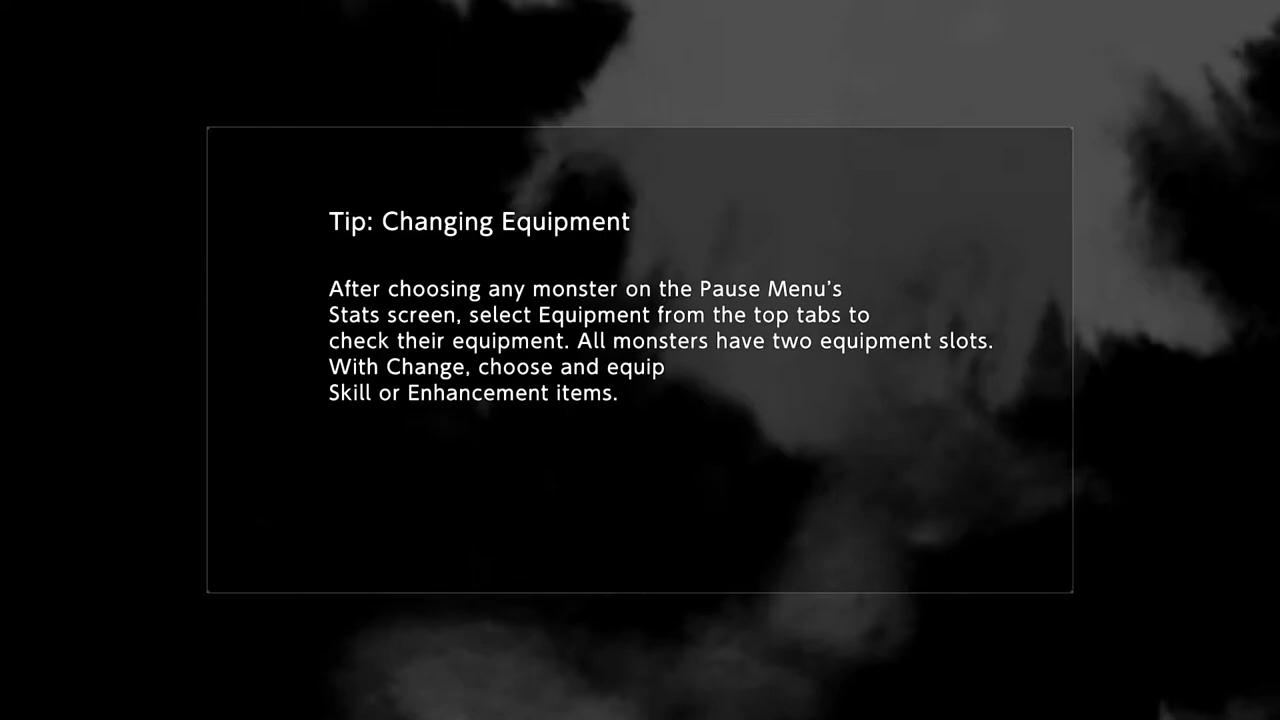 Tip: Changing Equipment
After choosing any monster on the Pause Menu’s
Stats screen, select Equipment from the top tabs to
check their equipment. All monsters have two equipment slots.
With Change, choose and equip
Skill or Enhancement items.